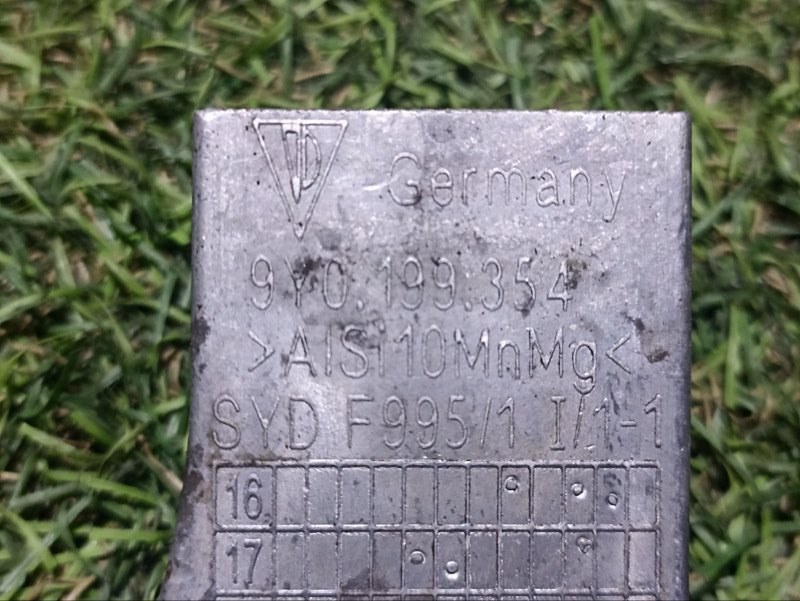 Germany
9Y0.199.354
>AlSi10MnMg<
SYD F995/1 I/1-1
16
17